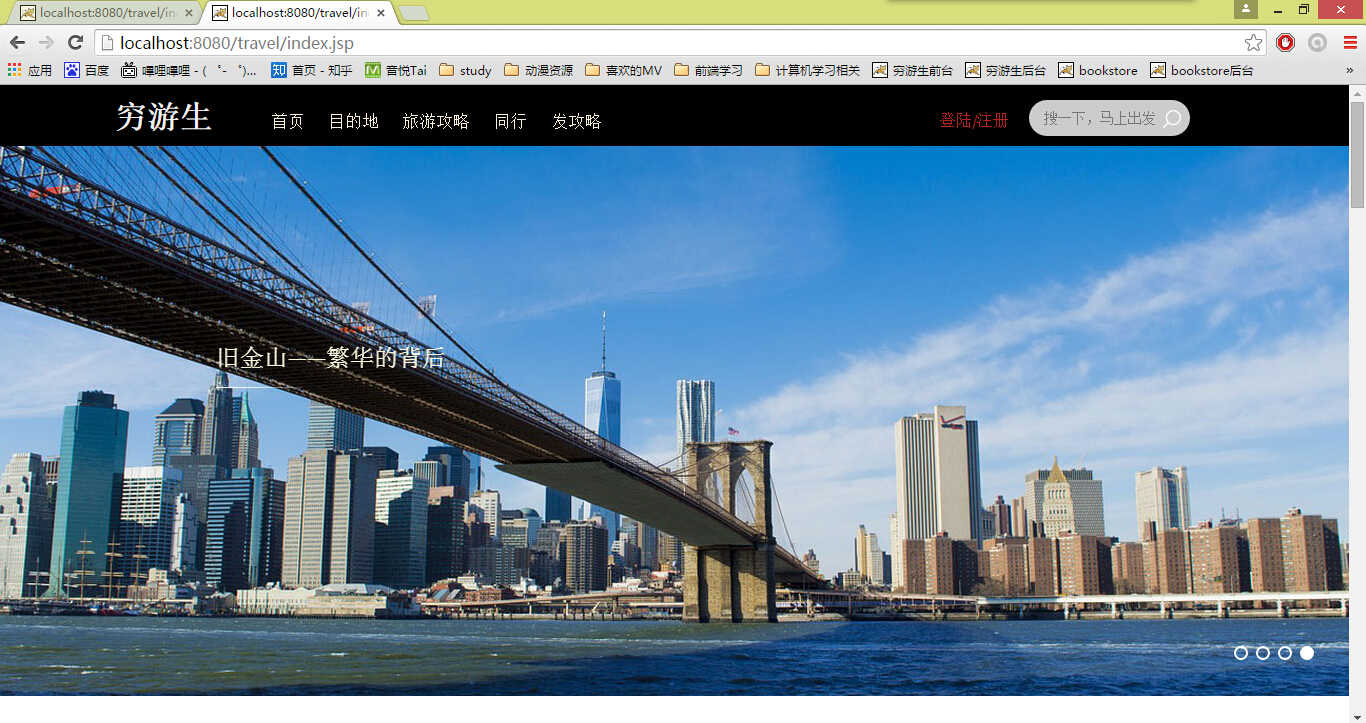 localhost:8080/travel/in
localhost:8080/travel/in
localhost:8080/travel/index.jsp
应用 百度 嗶哩嗶哩 - ( ゜- ゜)... 首页 - 知乎 音悦Tai study 动漫资源 喜欢的MV 前端学习 计算机学习相关 穷游生前台 穷游生后台 bookstore bookstore后台 »
穷游生 首页 目的地 旅游攻略 同行 发攻略 登陆/注册 搜一下，马上出发
旧金山——繁华的背后
verizon